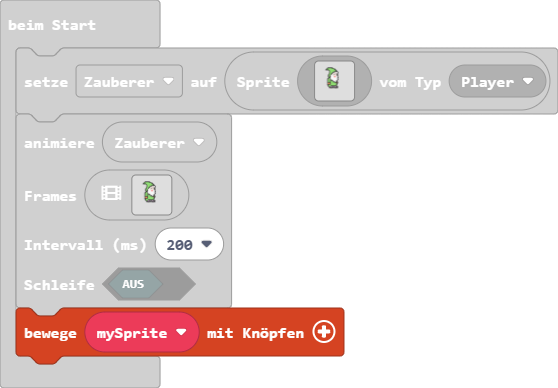 beim Start
setze Zauberer auf Sprite vom Typ Player
animiere Zauberer
Frames
Intervall (ms) 200
Schleife AUS
bewege mySprite mit Knöpfen